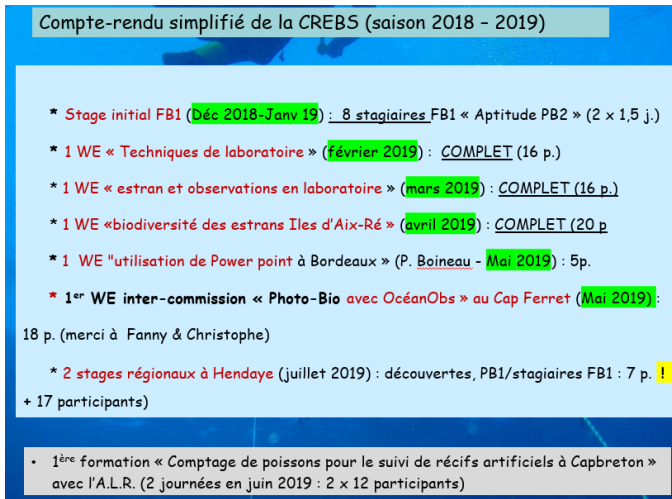 Compte-rendu simplifié de la CREBS (saison 2018 – 2019)
* Stage initial FB1 (Déc 2018-Janv 19) : 8 stagiaires FB1 « Aptitude PB2 » (2 x 1,5 j.)
* 1 WE « Techniques de laboratoire » (février 2019) : COMPLET (16 p.)
* 1 WE « estran et observations en laboratoire » (mars 2019) : COMPLET (16 p.)
* 1 WE «biodiversité des estrans Iles d’Aix-Ré » (avril 2019) : COMPLET (20 p
* 1 WE "utilisation de Power point à Bordeaux » (P. Boineau - Mai 2019) : 5p.
* 1er WE inter-commission « Photo-Bio avec OcéanObs » au Cap Ferret (Mai 2019) :
18 p. (merci à Fanny & Christophe)
* 2 stages régionaux à Hendaye (juillet 2019) : découvertes, PB1/stagiaires FB1 : 7 p. !
+ 17 participants)
• 1ère formation « Comptage de poissons pour le suivi de récifs artificiels à Capbreton »
avec l’A.L.R. (2 journées en juin 2019 : 2 x 12 participants)